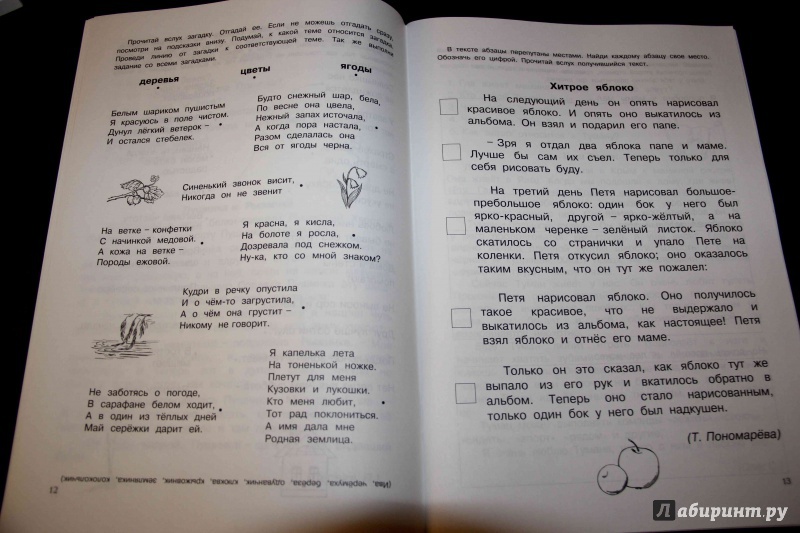 Прочитай вслух загадку. Отгадай ее. Если не можешь отгадать сразу,
посмотри на подсказки внизу. Подумай, к какой теме относится загадка.
Проведи линию от загадки к соответствующей теме. Так же выполни
задание со всеми загадками.
деревья цветы ягоды
Белым шариком пушистым
Я красуюсь в поле чистом.
Дунул лёгкий ветерок –
И остался стебелек.
Будто снежный шар, бела,
По весне она цвела,
Нежный запах источала,
А когда пора настала,
Разом сделалась она
Вся от ягоды черна.
Синенький звонок висит,
Никогда он не звенит
На ветке – конфетки
С начинкой медовой.
А кожа на ветке –
Породы ежовой.
Я красна, я кисла,
На болоте я росла,
Дозревала под снежком.
Ну-ка, кто со мной знаком?
Кудри в речку опустила
И о чём-то загрустила,
А о чём она грустит –
Никому не говорит.
Я капелька лета
На тоненькой ножке.
Плетут для меня
Кузовки и лукошки.
Кто меня любит,
Тот рад поклониться.
А имя дала мне
Родная землица.
Не заботясь о погоде,
В сарафане белом ходит,
А в один из тёплых дней
Май серёжки дарит ей.
(Ива, черёмуха, берёза, одуванчик, клюква, крыжовник, земляника, колокольчик)
12
В тексте абзацы перепутаны местами. Найди каждому абзацу свое место.
Обозначь его цифрой. Прочитай вслух получившийся текст.
Хитрое яблоко
На следующий день он опять нарисовал
красивое яблоко. И опять оно выкатилось из
альбома. Он взял и подарил его папе.
– Зря я отдал два яблока папе и маме.
Лучше бы сам их съел. Теперь только для
себя рисовать буду.
На третий день Петя нарисовал большое-
пребольшое яблоко: один бок у него был
ярко-красный, другой – ярко-жёлтый, а на
маленьком черенке – зелёный листок. Яблоко
скатилось со странички и упало Пете на
коленки. Петя откусил яблоко; оно оказалось
таким вкусным, что он тут же пожалел:
Петя нарисовал яблоко. Оно получилось
такое красивое, что не выдержало и
выкатилось из альбома, как настоящее! Петя
взял яблоко и отнёс его маме.
Только он это сказал, как яблоко тут же
выпало из его рук и вкатилось обратно в
альбом. Теперь оно стало нарисованным,
только один бок у него был надкушен.
(Т. Пономарёва)
13
Лабиринт.ру